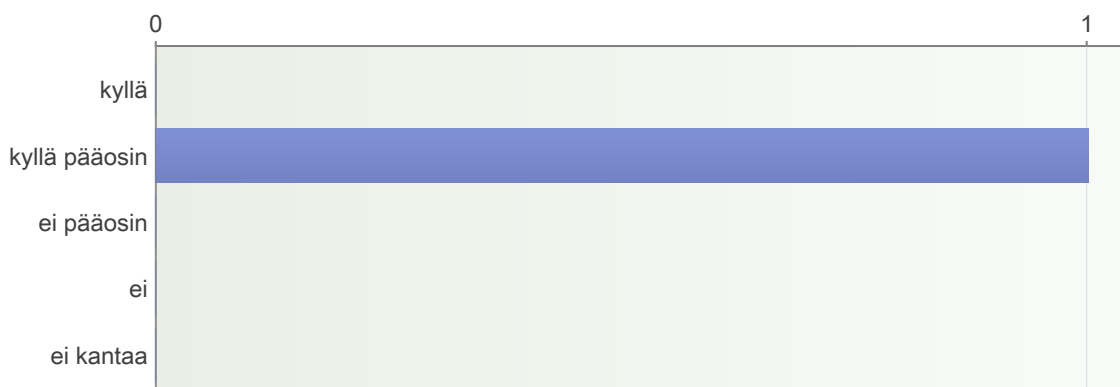 0 1
kyllä
kyllä pääosin
ei pääosin
ei
ei kantaa